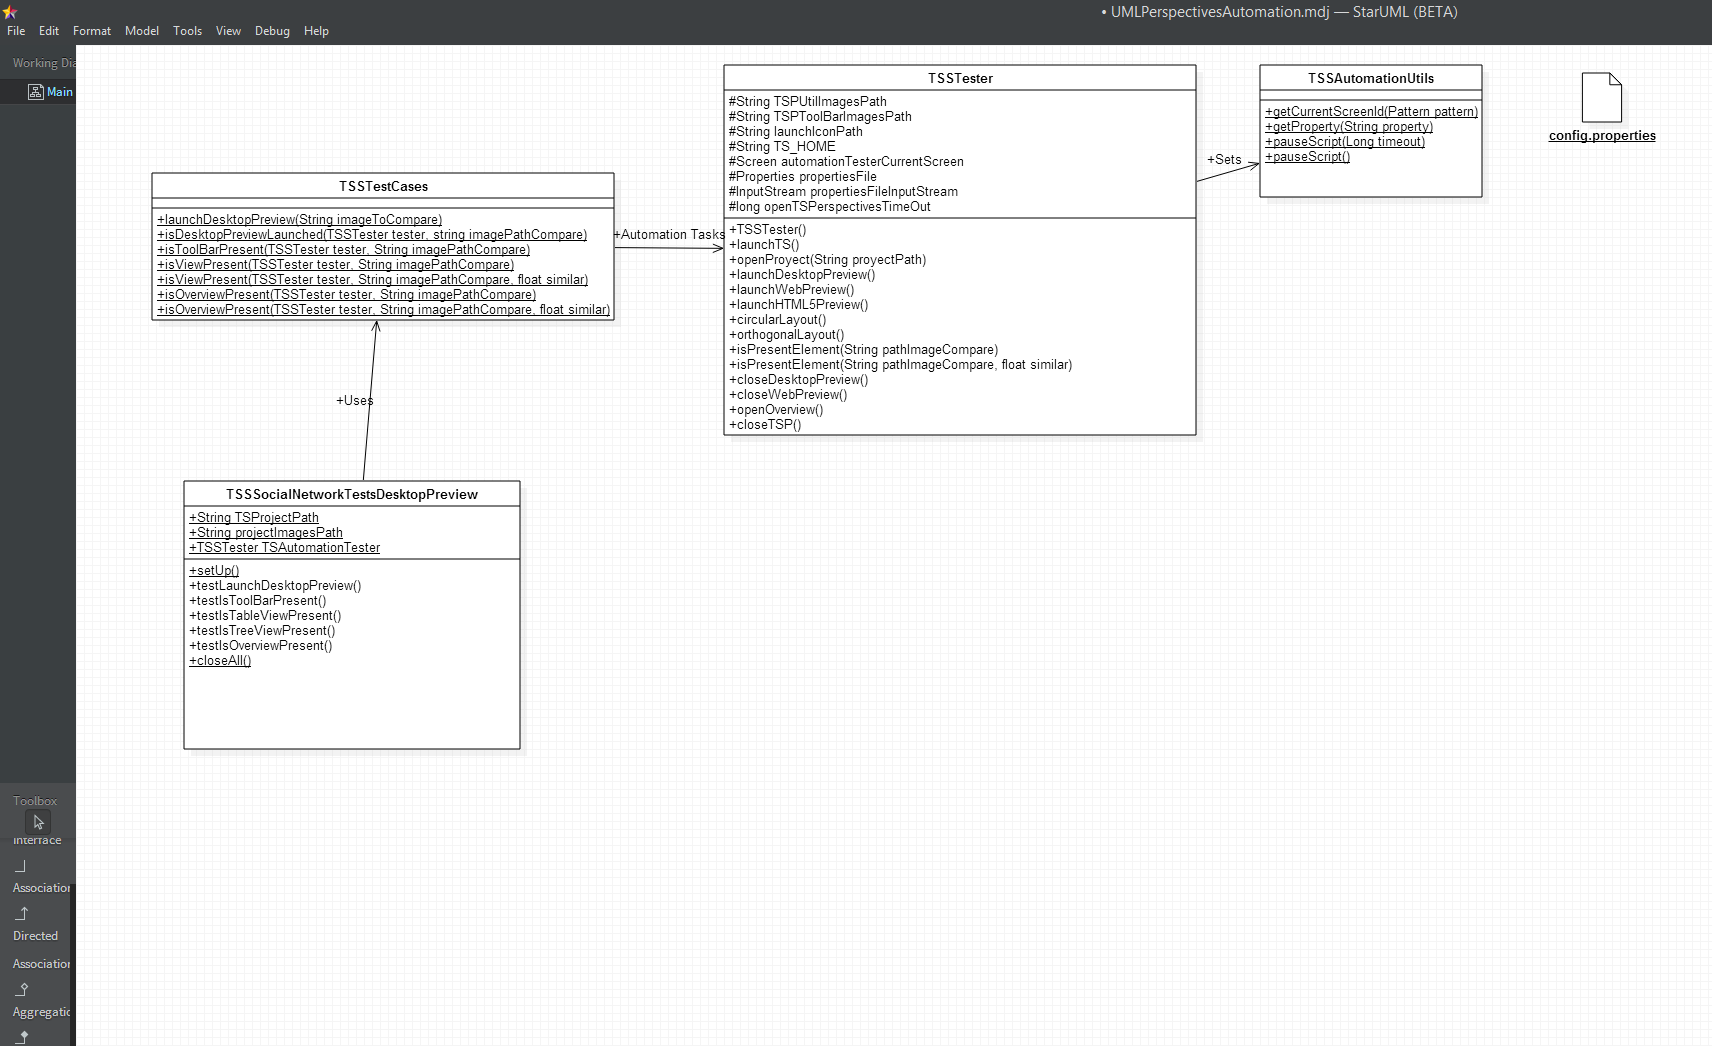 • UMLPerspectivesAutomation.mdj — StarUML (BETA)
File Edit Format Model Tools View Debug Help
Working Dia
Main
TSSTestCases
+launchDesktopPreview(String imageToCompare)
+isDesktopPreviewLaunched(TSSTester tester, string imagePathCompare)
+isToolBarPresent(TSSTester tester, String imagePathCompare)
+isViewPresent(TSSTester tester, String imagePathCompare)
+isViewPresent(TSSTester tester, String imagePathCompare, float similar)
+isOverviewPresent(TSSTester tester, String imagePathCompare)
+isOverviewPresent(TSSTester tester, String imagePathCompare, float similar)
+Automation Tasks
TSSTester
#String TSPUtilImagesPath
#String TSPToolBarImagesPath
#String launchIconPath
#String TS_HOME
#Screen automationTesterCurrentScreen
#Properties propertiesFile
#InputStream propertiesFileInputStream
#long openTSPerspectivesTimeOut
+TSSTester()
+launchTS()
+openProyect(String proyectPath)
+launchDesktopPreview()
+launchWebPreview()
+launchHTML5Preview()
+circularLayout()
+orthogonalLayout()
+isPresentElement(String pathImageCompare)
+isPresentElement(String pathImageCompare, float similar)
+closeDesktopPreview()
+closeWebPreview()
+openOverview()
+closeTSP()
+Sets
TSSAutomationUtils
+getCurrentScreenId(Pattern pattern)
+getProperty(String property)
+pauseScript(Long timeout)
+pauseScript()
config.properties
+Uses
TSSSocialNetworkTestsDesktopPreview
+String TSProjectPath
+String projectImagesPath
+TSSTester TSAutomationTester
+setUp()
+testLaunchDesktopPreview()
+testIsToolBarPresent()
+testIsTableViewPresent()
+testIsTreeViewPresent()
+testIsOverviewPresent()
+closeAll()
Toolbox
Interface
Association
Directed
Association
Aggregatio